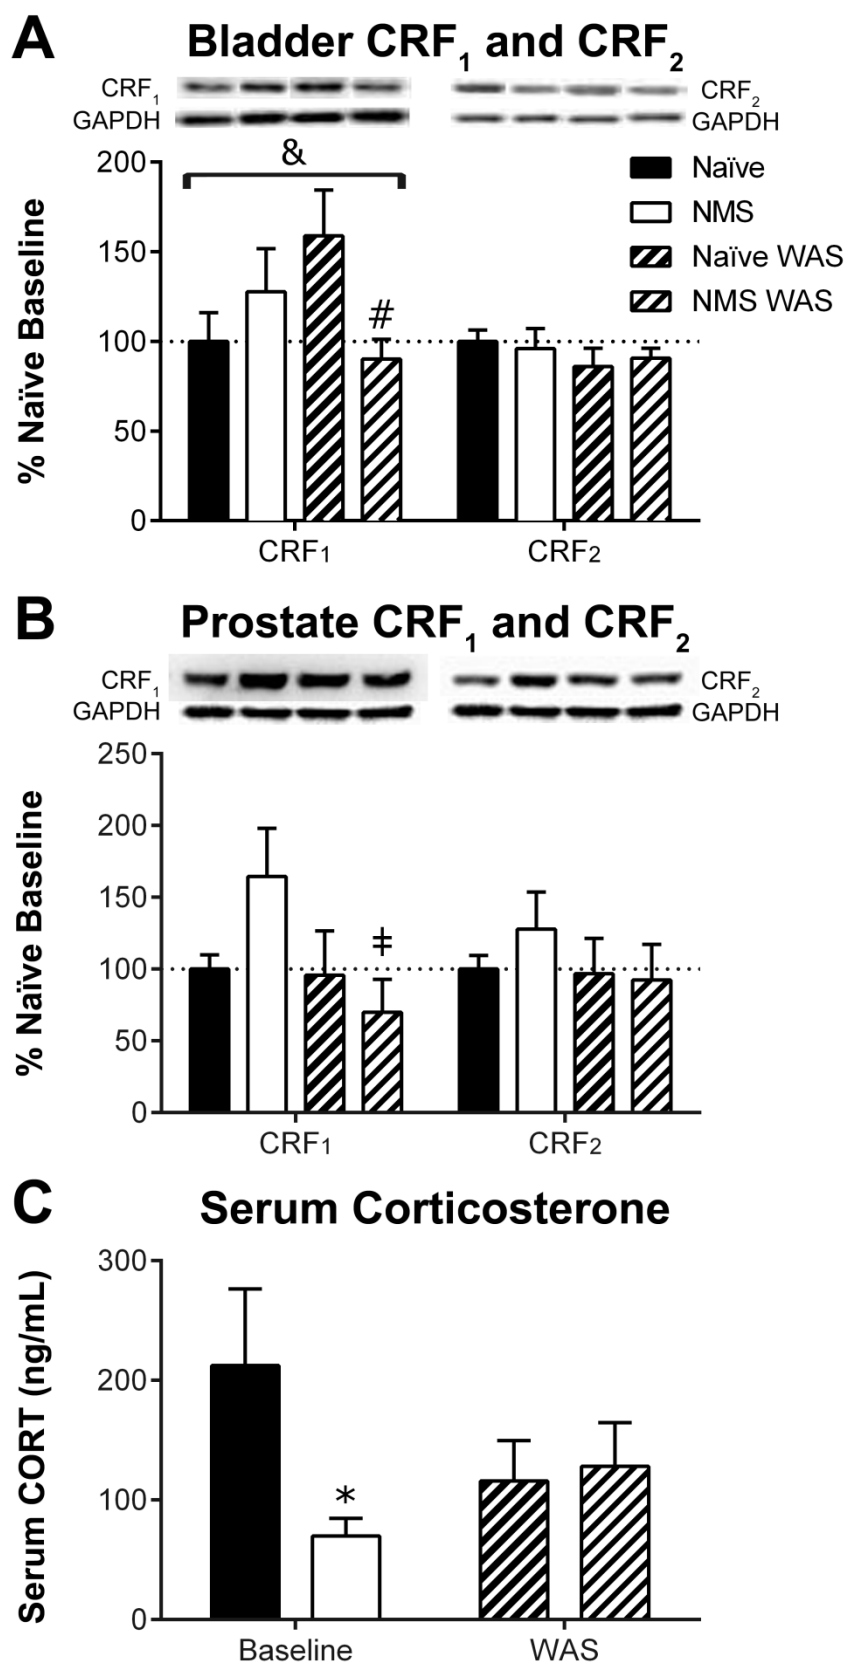 A Bladder CRF1 and CRF2
CRF1
GAPDH
CRF2
GAPDH
&
#
200
150
100
50
0
% Naïve Baseline
Naïve
NMS
Naïve WAS
NMS WAS
CRF1 CRF2
B Prostate CRF1 and CRF2
CRF1
GAPDH
CRF2
GAPDH
‡
250
200
150
100
50
0
% Naïve Baseline
CRF1 CRF2
C Serum Corticosterone
*
300
200
100
0
Serum CORT (ng/mL)
Baseline WAS